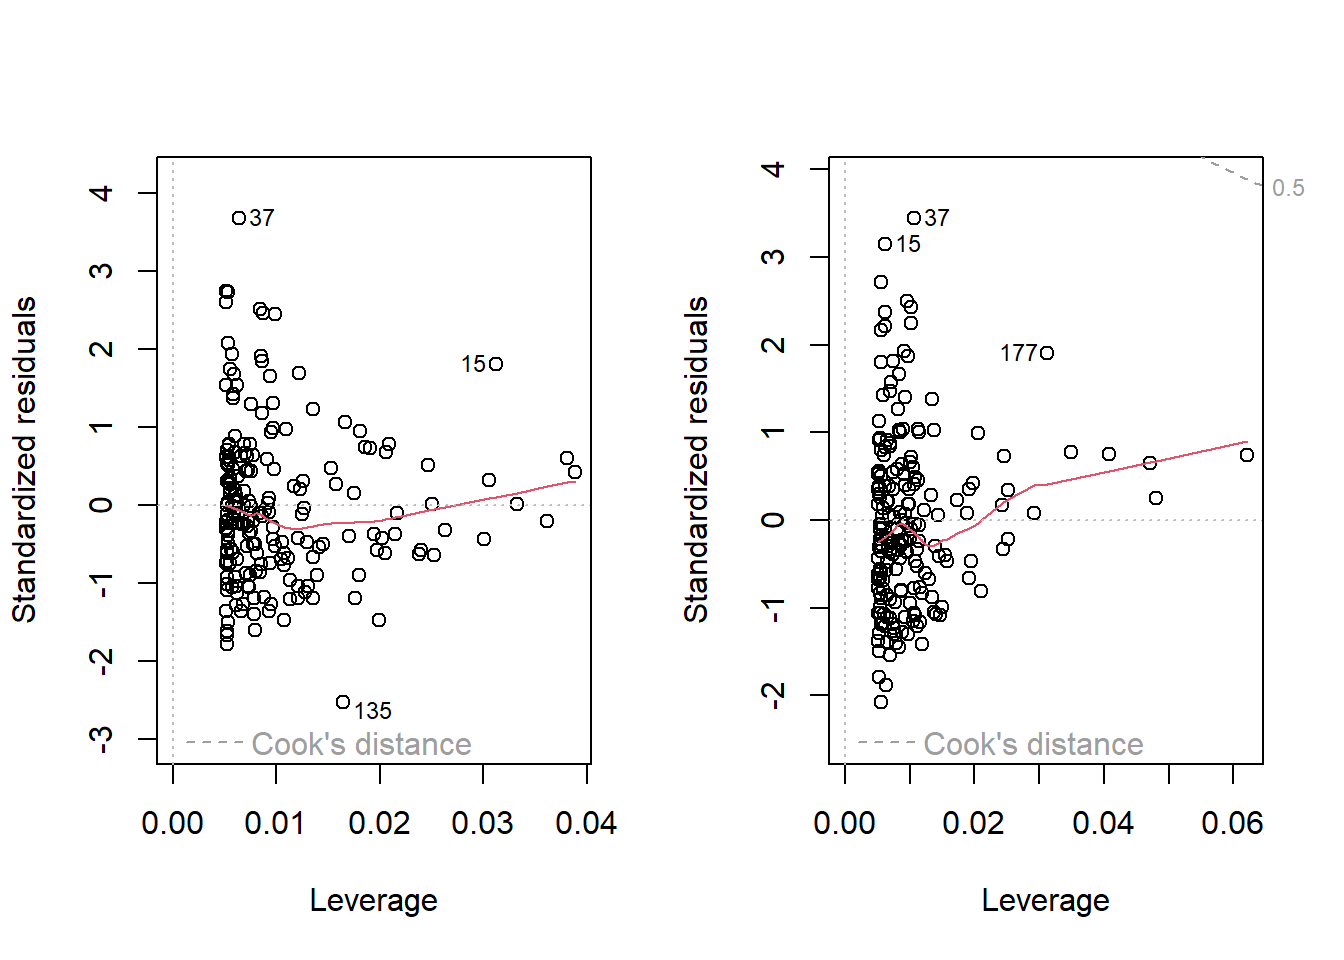 Standardized residuals
4
3
2
1
0
-1
-2
-3
37
15
135
Cook's distance
0.00 0.01 0.02 0.03 0.04
Leverage
Standardized residuals
4
3
2
1
0
-1
-2
0.5
37
15
177
Cook's distance
0.00 0.02 0.04 0.06
Leverage